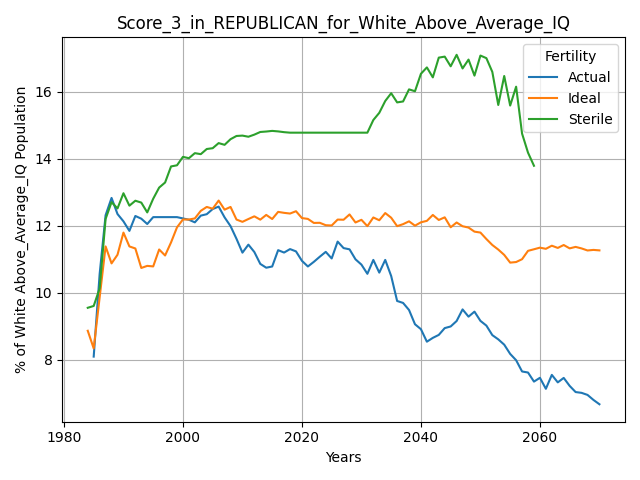 Score_3_in_REPUBLICAN_for_White_Above_Average_IQ
% of White Above_Average_IQ Population
16
14
12
10
8
1980
2000
2020
2040
2060
Years
Fertility
Actual
Ideal
Sterile